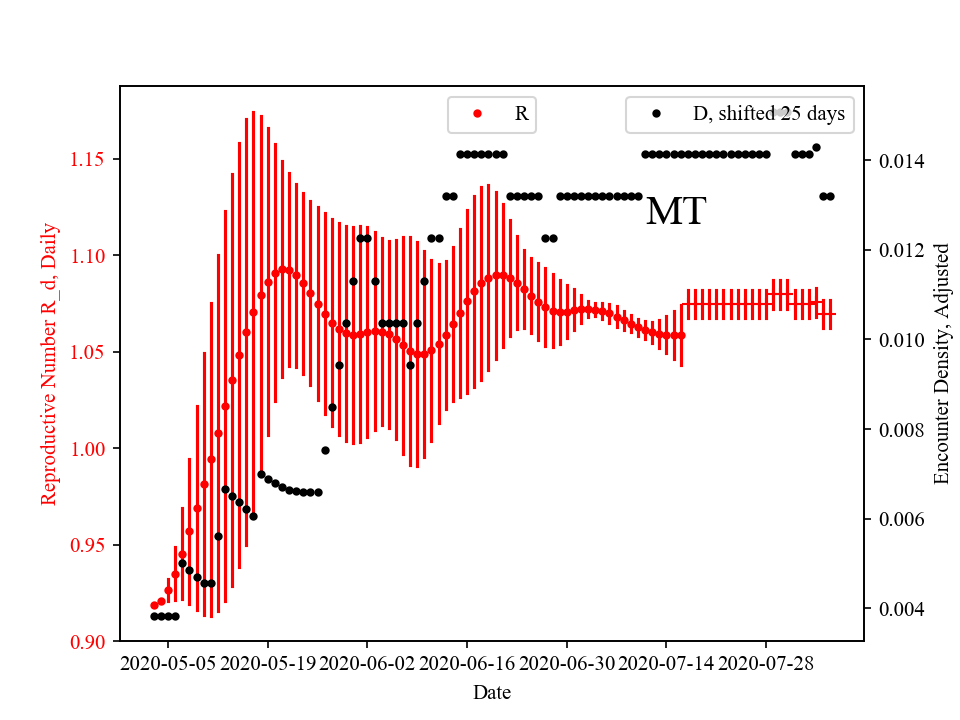 R
D, shifted 25 days
MT
1.15
1.10
1.05
1.00
0.95
0.90
Reproductive Number R_d, Daily
0.014
0.012
0.010
0.008
0.006
0.004
Encounter Density, Adjusted
2020-05-05 2020-05-19 2020-06-02 2020-06-16 2020-06-30 2020-07-14 2020-07-28
Date